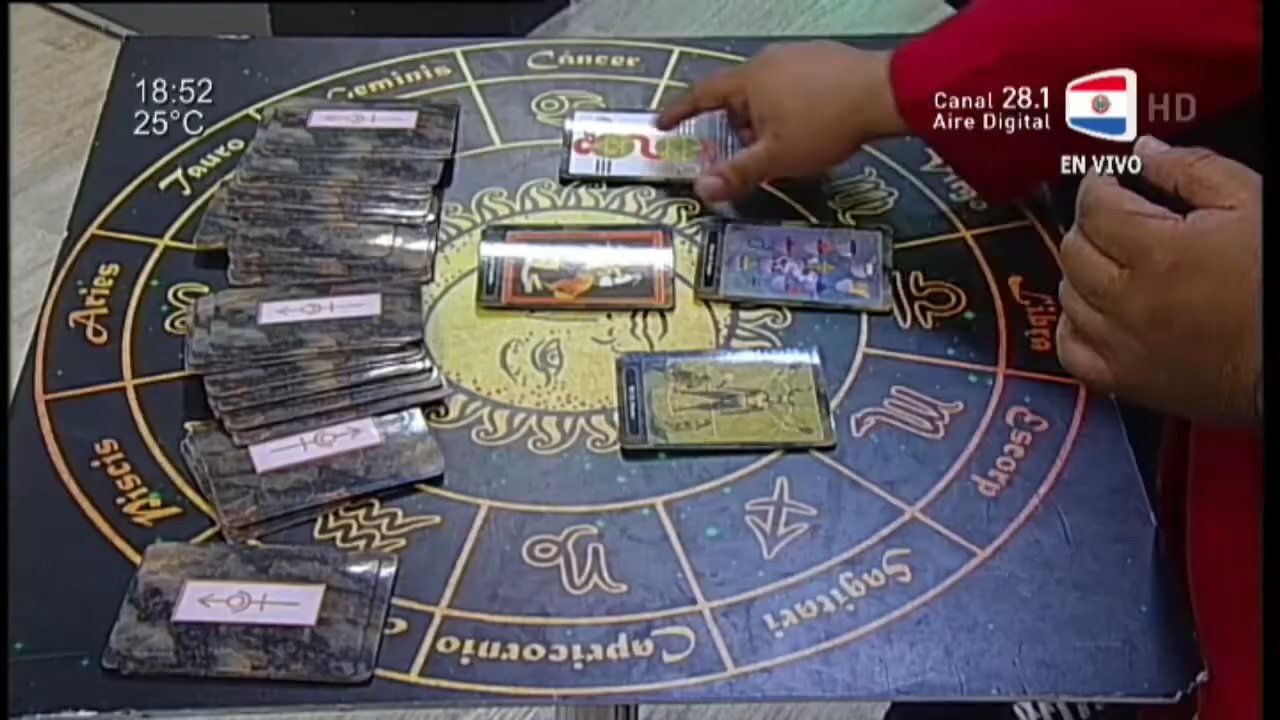 18:52
25°C
Canal 28.1
Aire Digital
HD
EN VIVO
Cáncer
Geminis
Tauro
Aries
Piscis
Capricornio
Sagitari
Escorp
Libra
Virgo